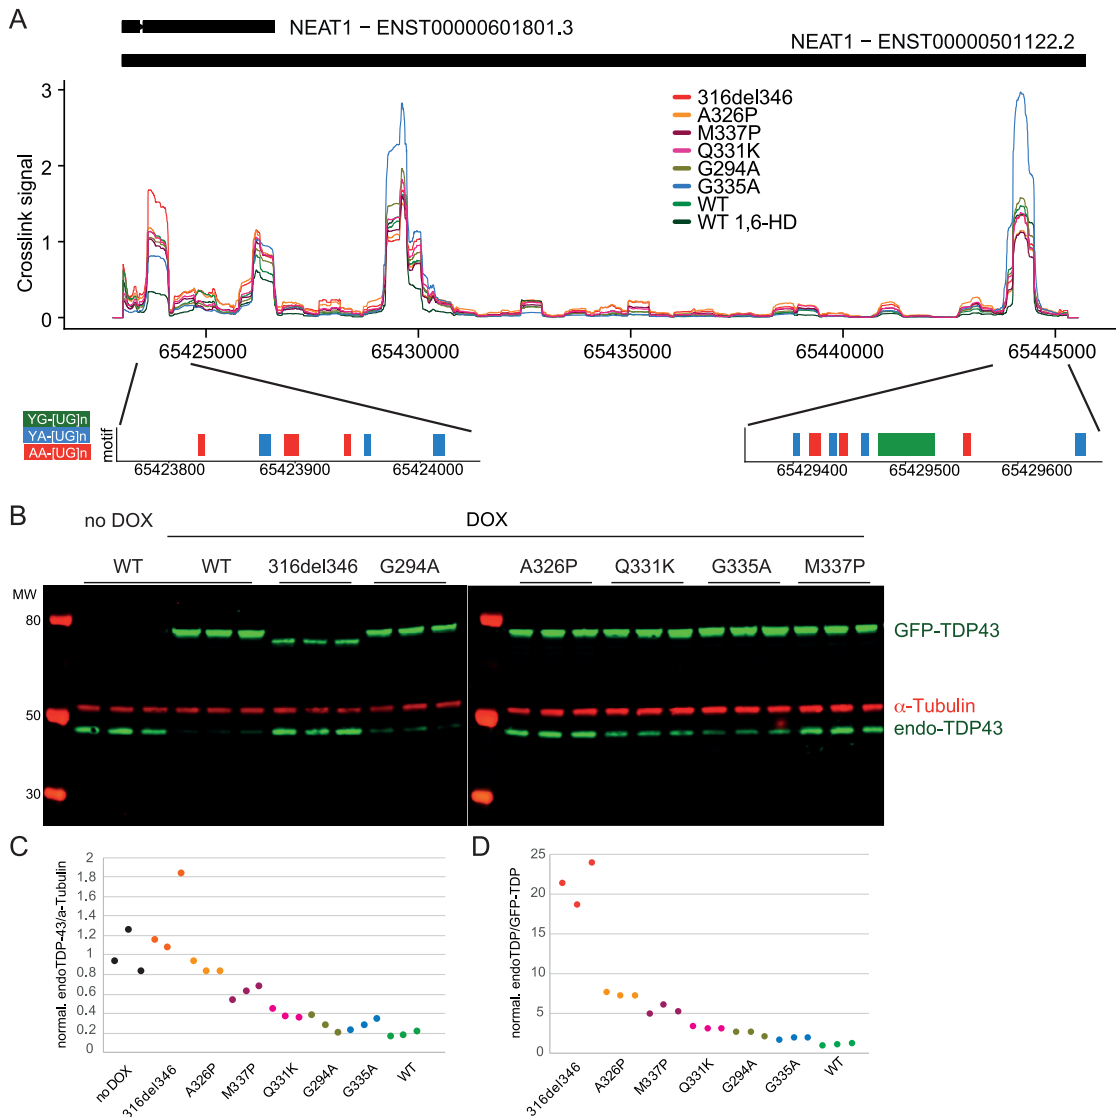 A
NEAT1 − ENST00000601801.3
NEAT1 − ENST00000501122.2
Crosslink signal
3
2
1
0
316del346
A326P
M337P
Q331K
G294A
G335A
WT
WT 1,6-HD
65425000 65430000 65435000 65440000 65445000
YG-[UG]n
YA-[UG]n
AA-[UG]n
motif
65423800 65423900 65424000
65429400 65429500 65429600
B
no DOX DOX
WT WT 316del346 G294A A326P Q331K G335A M337P
MW
80
50
30
GFP-TDP43
α-Tubulin
endo-TDP43
C
normal. endoTDP-43/a-Tubulin
2
1.8
1.6
1.4
1.2
1
0.8
0.6
0.4
0.2
0
no DOX 316del346 A326P M337P Q331K G294A G335A WT
D
normal. endoTDP/GFP-TDP
25
20
15
10
5
0
316del346 A326P M337P Q331K G294A G335A WT